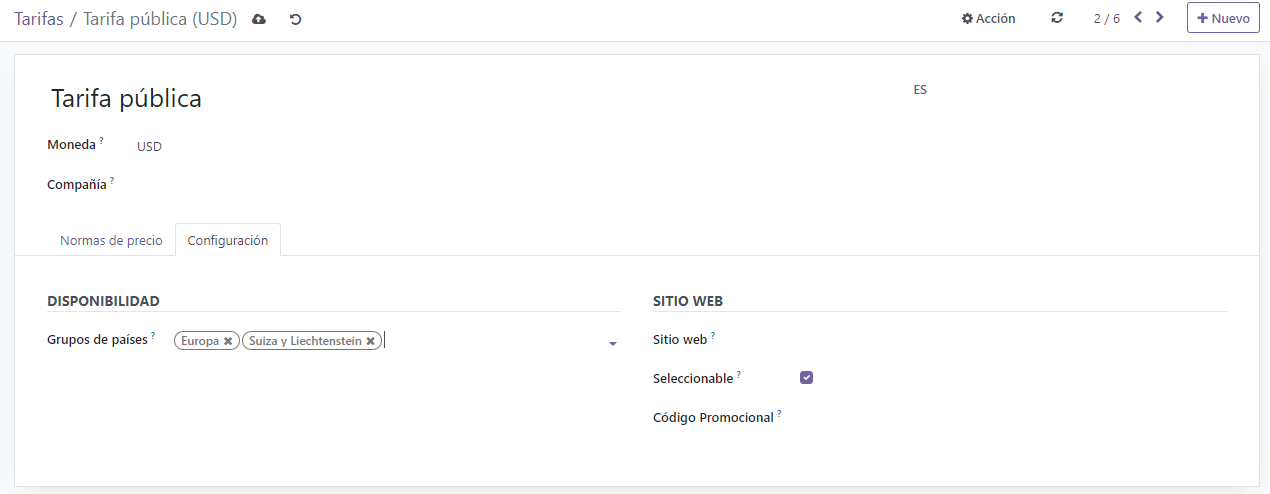 Tarifas / Tarifa pública (USD)
Acción
2 / 6
+ Nuevo
Tarifa pública
ES
Moneda ?
USD
Compañía ?
Normas de precio
Configuración
DISPONIBILIDAD
Grupos de países ?
Europa ✖
Suiza y Liechtenstein ✖
SITIO WEB
Sitio web ?
Seleccionable ?
Código Promocional ?